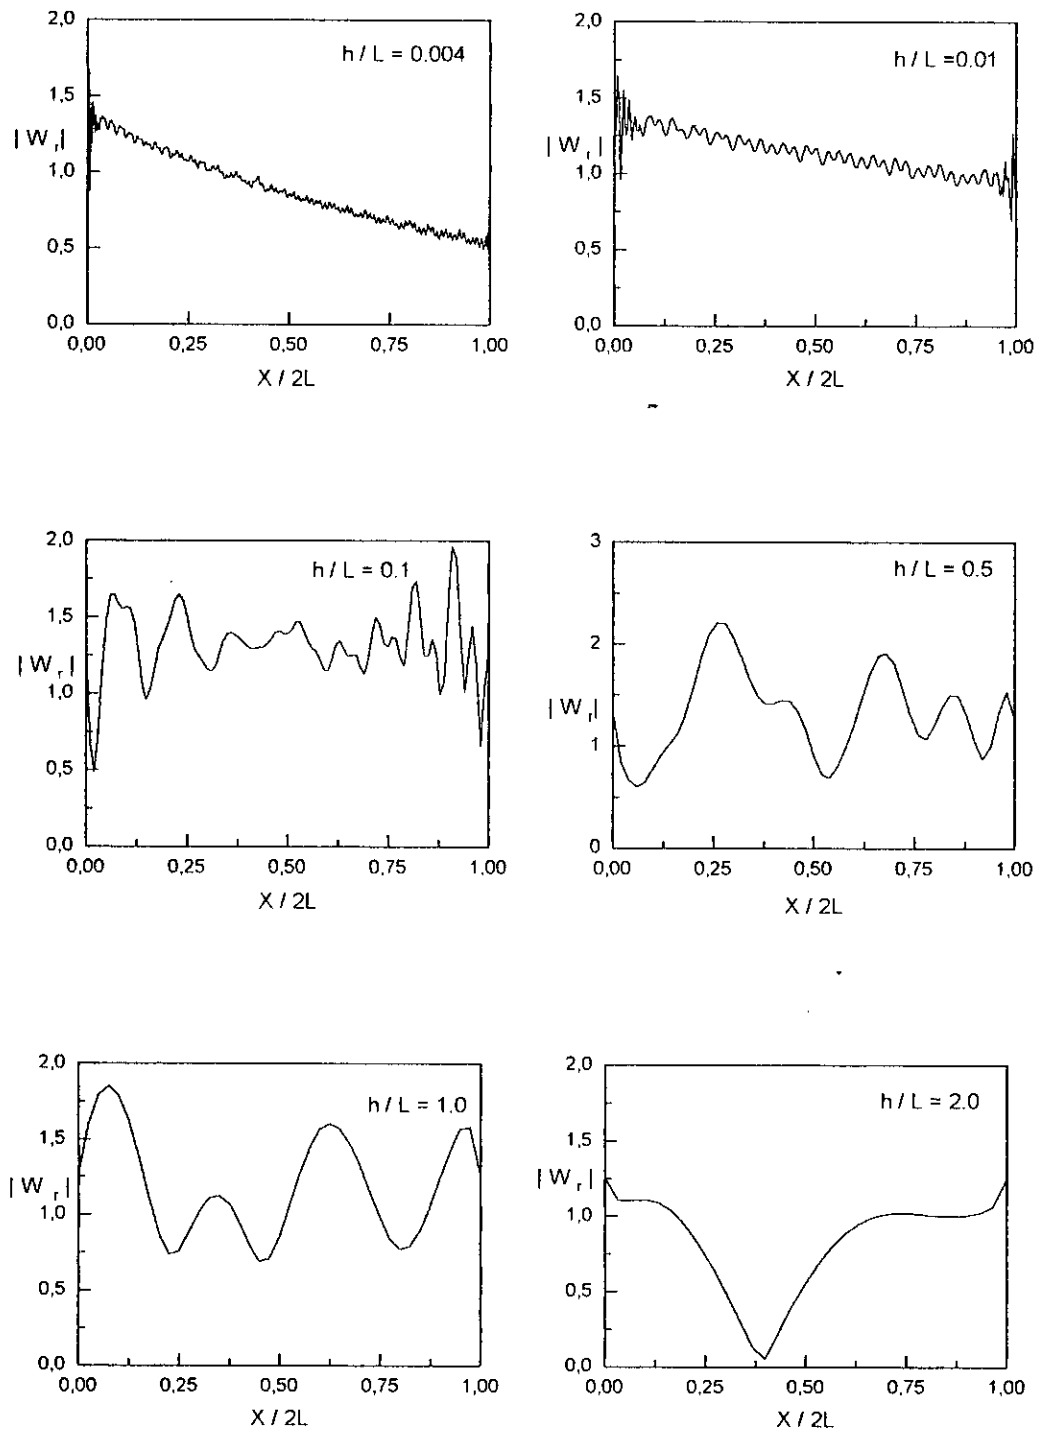 2,0
h / L = 0.004
1,5
| W r |
1,0
0,5
0,0
0,00 0,25 0,50 0,75 1,00
X / 2L
2,0
h / L =0.01
1,5
| W r |
1,0
0,5
0,0
0,00 0,25 0,50 0,75 1,00
X / 2L
2,0
h / L = 0.1
1,5
| W r |
1,0
0,5
0,0
0,00 0,25 0,50 0,75 1,00
X / 2L
3
h / L = 0.5
2
| W r |
1
0
0,00 0,25 0,50 0,75 1,00
X / 2L
2,0
h / L = 1.0
1,5
| W r |
1,0
0,5
0,0
0,00 0,25 0,50 0,75 1,00
X / 2L
2,0
h / L = 2.0
1,5
| W r |
1,0
0,5
0,0
0,00 0,25 0,50 0,75 1,00
X / 2L